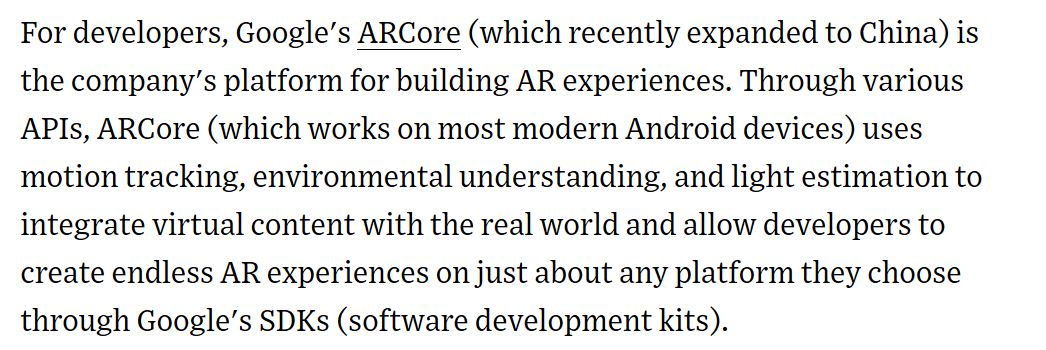 For developers, Google's ARCore (which recently expanded to China) is
the company's platform for building AR experiences. Through various
APIs, ARCore (which works on most modern Android devices) uses
motion tracking, environmental understanding, and light estimation to
integrate virtual content with the real world and allow developers to
create endless AR experiences on just about any platform they choose
through Google's SDKs (software development kits).